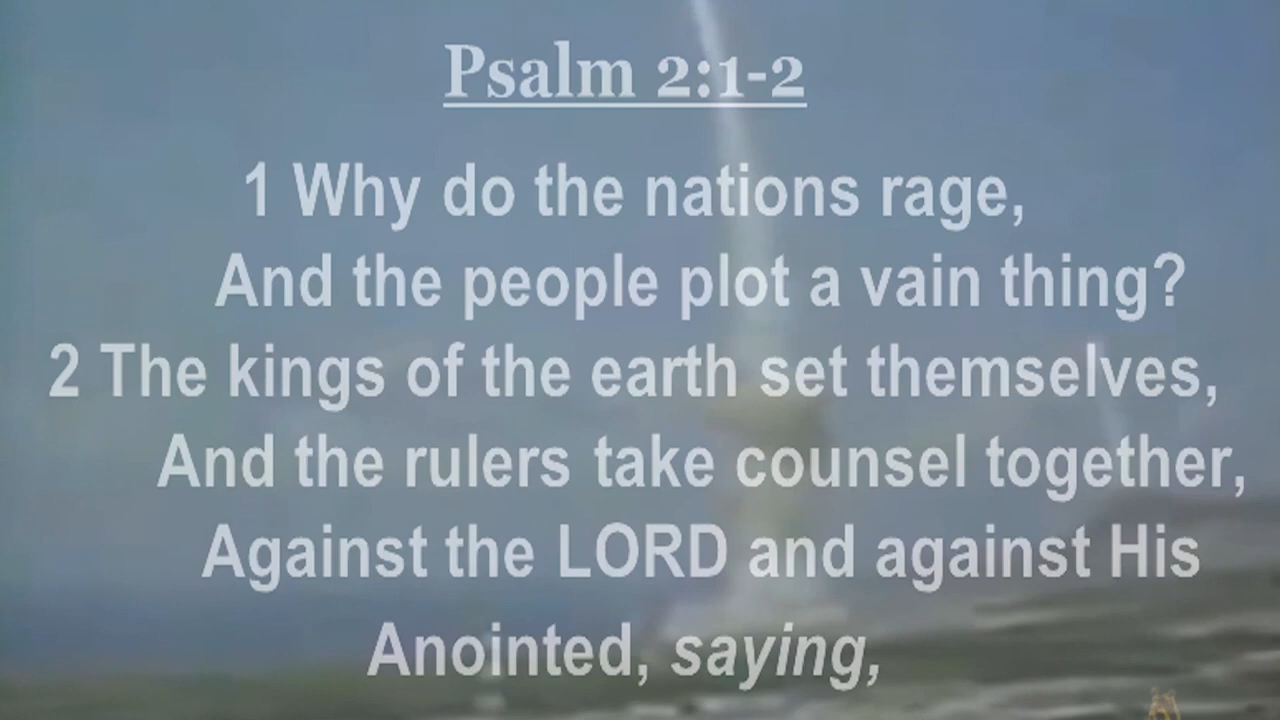 Psalm 2:1-2
1 Why do the nations rage,
And the people plot a vain thing?
2 The kings of the earth set themselves,
And the rulers take counsel together,
Against the LORD and against His
Anointed, saying,